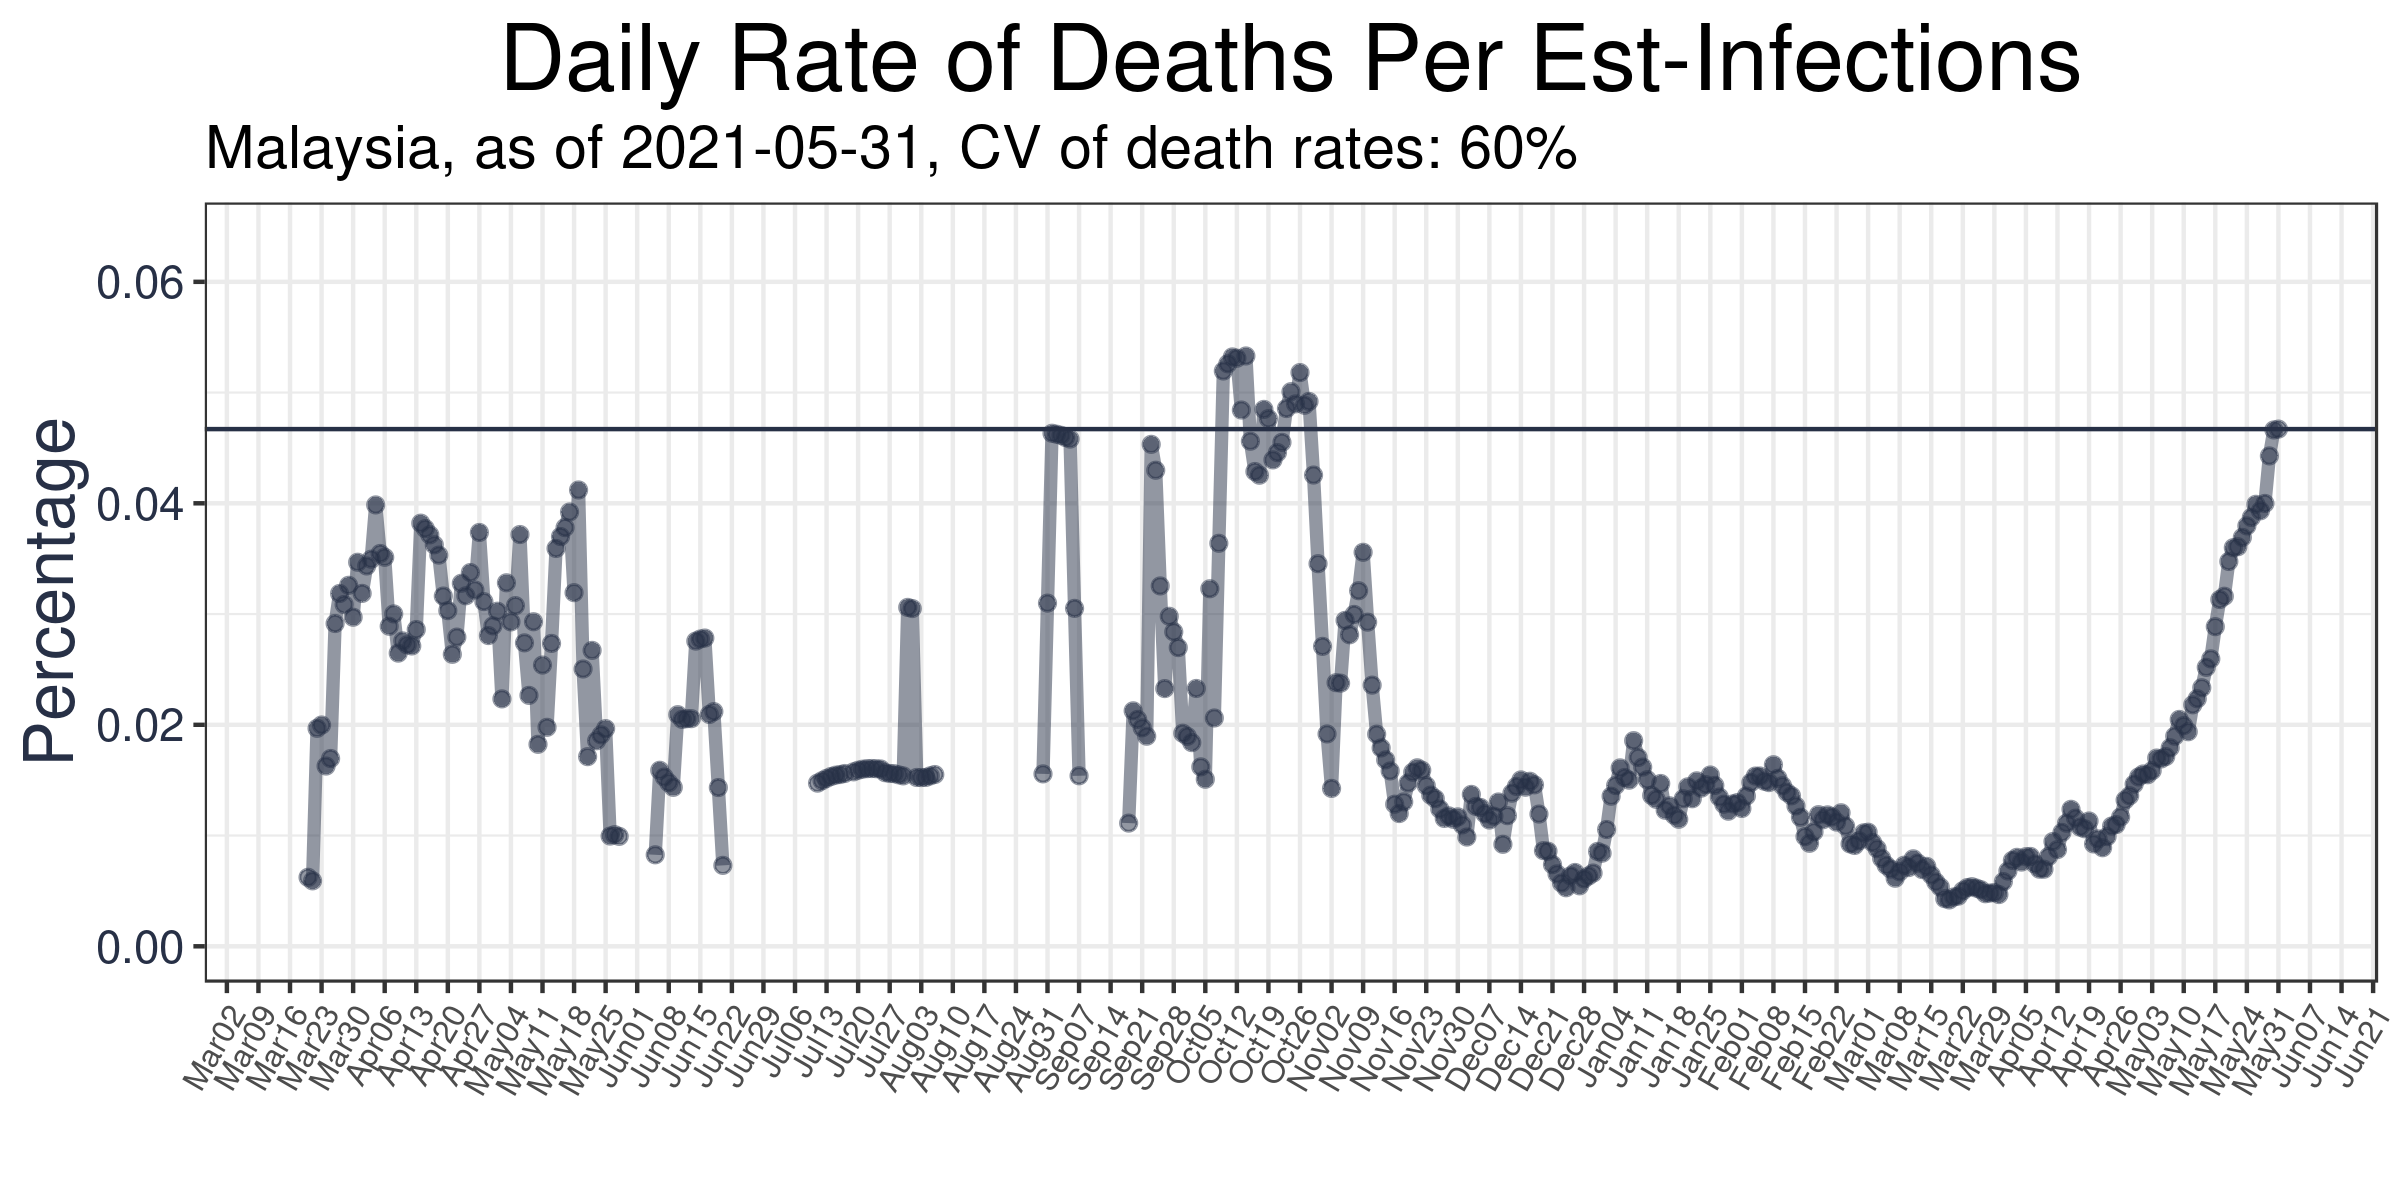 Daily Rate of Deaths Per Est-Infections
Malaysia, as of 2021-05-31, CV of death rates: 60%
Percentage
0.06
0.04
0.02
0.00
Mar02
Mar09
Mar16
Mar23
Mar30
Apr06
Apr13
Apr20
Apr27
May04
May11
May18
May25
Jun01
Jun08
Jun15
Jun22
Jun29
Jul06
Jul13
Jul20
Jul27
Aug03
Aug10
Aug17
Aug24
Aug31
Sep07
Sep14
Sep21
Sep28
Oct05
Oct12
Oct19
Oct26
Nov02
Nov09
Nov16
Nov23
Nov30
Dec07
Dec14
Dec21
Dec28
Jan04
Jan11
Jan18
Jan25
Feb01
Feb08
Feb15
Feb22
Mar01
Mar08
Mar15
Mar22
Mar29
Apr05
Apr12
Apr19
Apr26
May03
May10
May17
May24
May31
Jun07
Jun14
Jun21